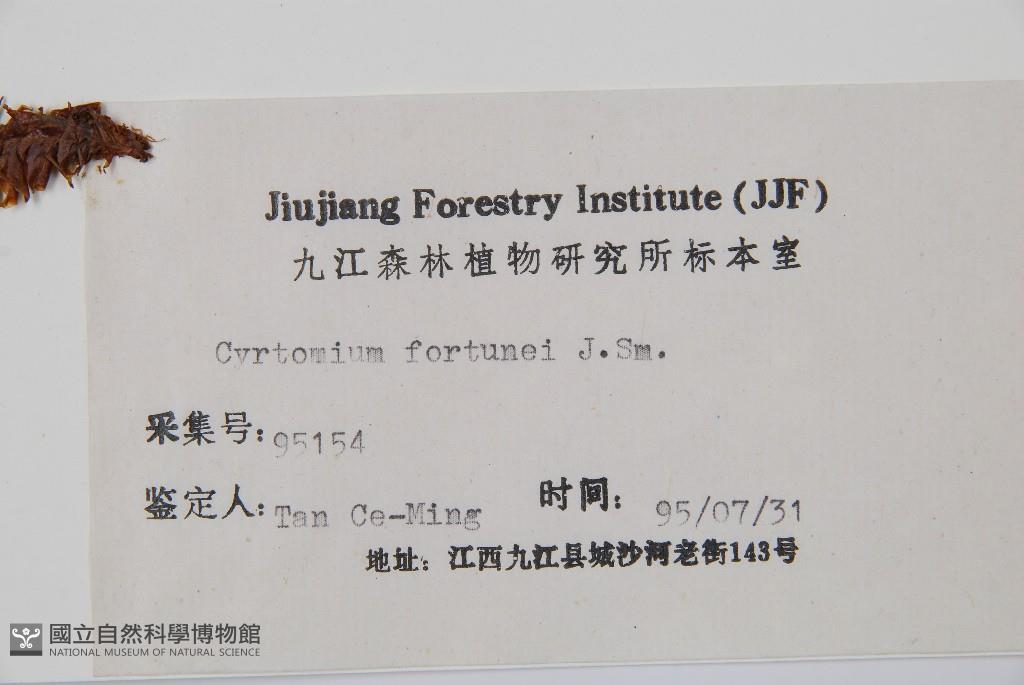 Jiujiang Forestry Institute (JJF)
九江森林植物研究所标本室
Cyrtomium fortunei J.Sm.
采集号: 95154
鉴定人: Tan Ce-Ming 时间: 95/07/31
地址: 江西九江县城沙河老街143号
國立自然科學博物館
NATIONAL MUSEUM OF NATURAL SCIENCE